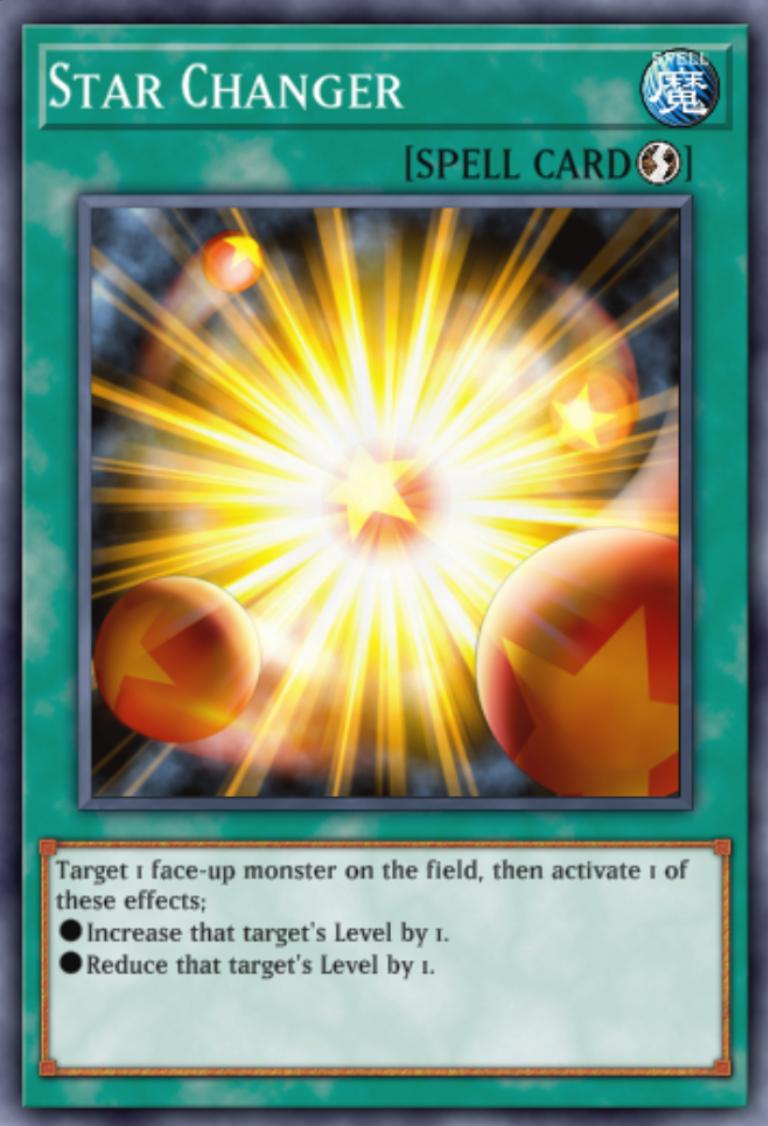 STAR CHANGER
SPELL
魔
[SPELL CARD]
Target 1 face-up monster on the field, then activate 1 of
these effects;
●Increase that target's Level by 1.
●Reduce that target's Level by 1.